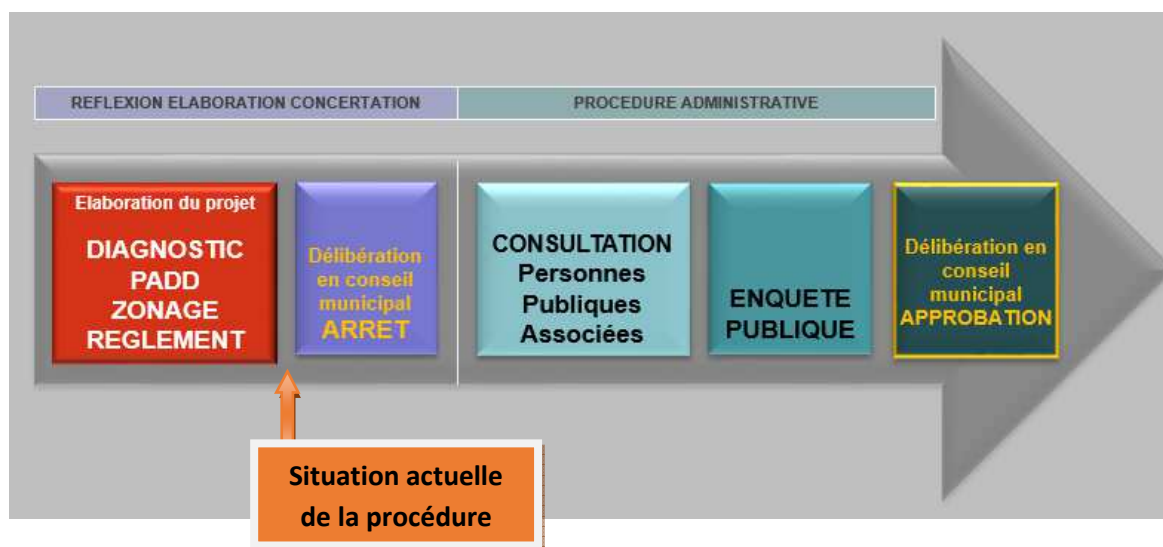 REFLEXION ELABORATION CONCERTATION
PROCEDURE ADMINISTRATIVE
Elaboration du projet
DIAGNOSTIC
PADD
ZONAGE
REGLEMENT
Délibération
en conseil
municipal
ARRET
CONSULTATION
Personnes
Publiques
Associées
ENQUETE
PUBLIQUE
Délibération en
conseil
municipal
APPROBATION
Situation actuelle
de la procédure